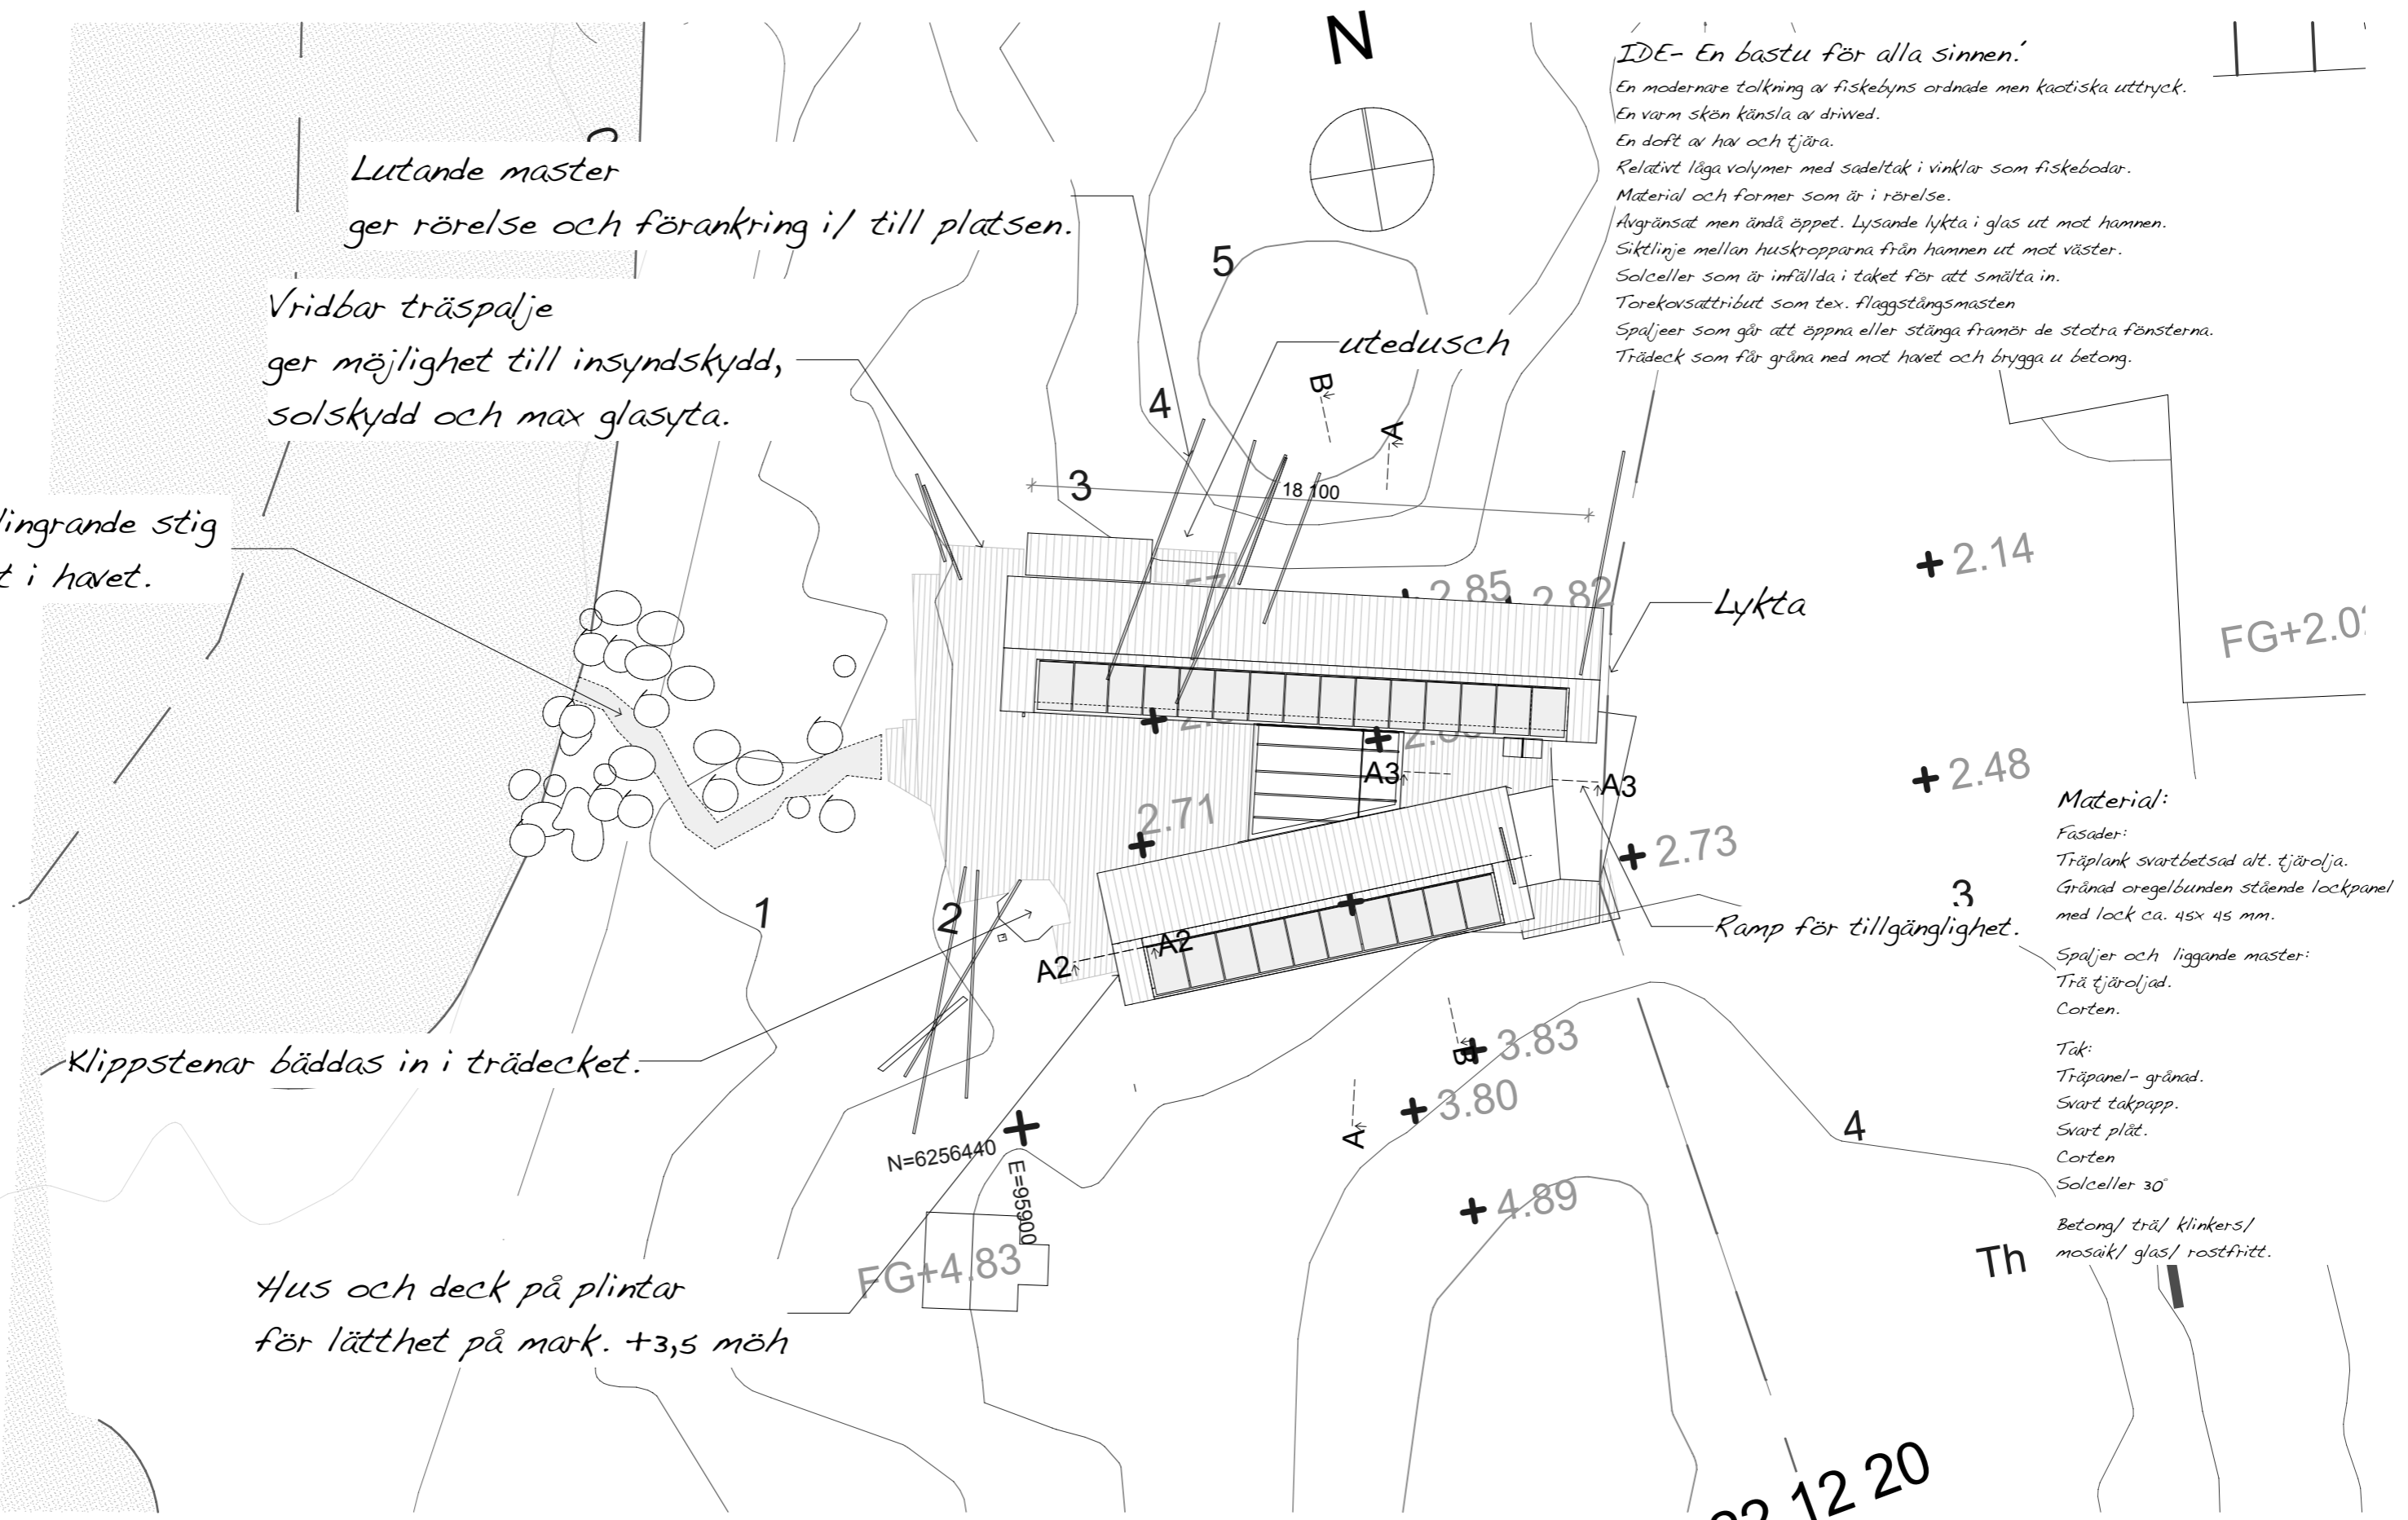 N
IDE- En bastu för alla sinnen!
En modernare tolkning av fiskebyns ordnade men kaotiska uttryck.
En varm skön känsla av drivved.
En doft av hav och tjära.
Relativt låga volymer med sadeltak i vinklar som fiskebodar.
Material och former som är i rörelse.
Avgränsat men ändå öppet. Lysande lykta i glas ut mot hamnen.
Siktlinje mellan huskropparna från hamnen ut mot väster.
Solceller som är infällda i taket för att smälta in.
Torekovsattribut som tex. flaggstångsmasten
Spaljeer som går att öppna eller stänga framör de stotra fönsterna.
Trädeck som får gråna ned mot havet och brygga u betong.
Lutande master
ger rörelse och förankring i/ till platsen.
Vridbar träspalje
ger möjlighet till insyndskydd,
solskydd och max glasyta.
5
utedusch
B
A
4
3
18 100
lingrande stig
t i havet.
2.14
2.85
2.82
Lykta
FG+2.0
A3
A3
2.48
2.71
2.73
Material:
Fasader:
Träplank svartbetsad alt. tjärolja.
Grånad oregelbunden stående lockpanel
med lock ca. 45x 45 mm.
Spaljer och liggande master:
Trä tjäroljad.
Corten.
Tak:
Träpanel- grånad.
Svart takpapp.
Svart plåt.
Corten
Solceller 30°
Betong/ trä/ klinkers/
mosaik/ glas/ rostfritt.
3
1
2
Ramp för tillgänglighet.
A2
A2
Klippstenar bäddas in i trädecket.
B
3.83
3.80
A
4
N=6256440
E=95900
4.89
FG+4.83
Th
Hus och deck på plintar
för lätthet på mark. +3,5 möh
12 20